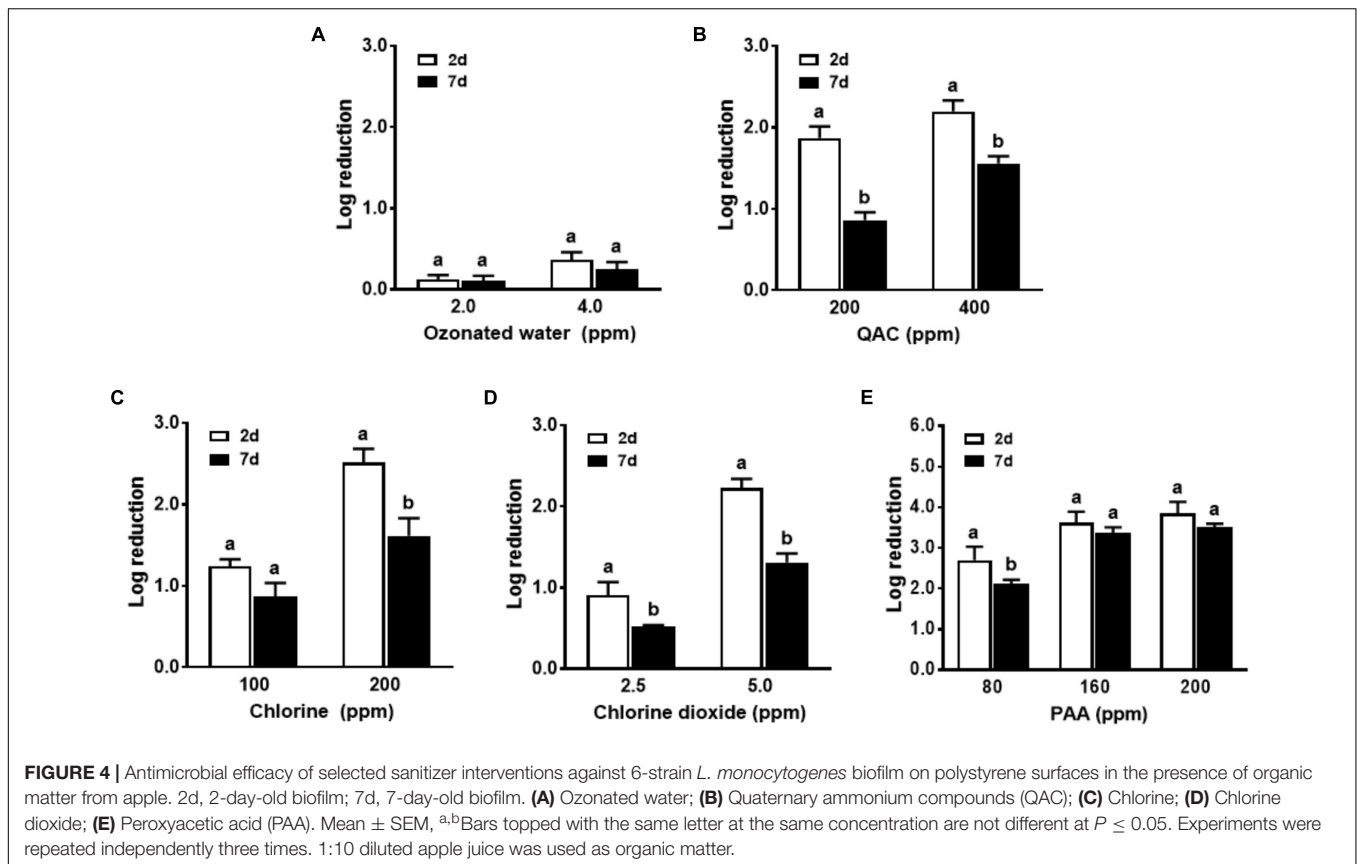 A
3.0
2d
7d
2.0
Log reduction
1.0
a a a a
0.0
2.0 4.0
Ozonated water (ppm)
B
3.0
2d
7d
a a
2.0
Log reduction
b b
1.0
0.0
200 400
QAC (ppm)
C
3.0
2d
7d
a
2.0
Log reduction
b
a a
1.0
0.0
100 200
Chlorine (ppm)
D
3.0
2d
7d
a
2.0
Log reduction
b
a b
1.0
0.0
2.5 5.0
Chlorine dioxide (ppm)
E
6.0
2d
7d
5.0
4.0
a a a a
Log reduction
3.0
a b
2.0
1.0
0.0
80 160 200
PAA (ppm)
FIGURE 4 | Antimicrobial efficacy of selected sanitizer interventions against 6-strain L. monocytogenes biofilm on polystyrene surfaces in the presence of organic
matter from apple. 2d, 2-day-old biofilm; 7d, 7-day-old biofilm. (A) Ozonated water; (B) Quaternary ammonium compounds (QAC); (C) Chlorine; (D) Chlorine
dioxide; (E) Peroxyacetic acid (PAA). Mean ± SEM, a,bBars topped with the same letter at the same concentration are not different at P ≤ 0.05. Experiments were
repeated independently three times. 1:10 diluted apple juice was used as organic matter.